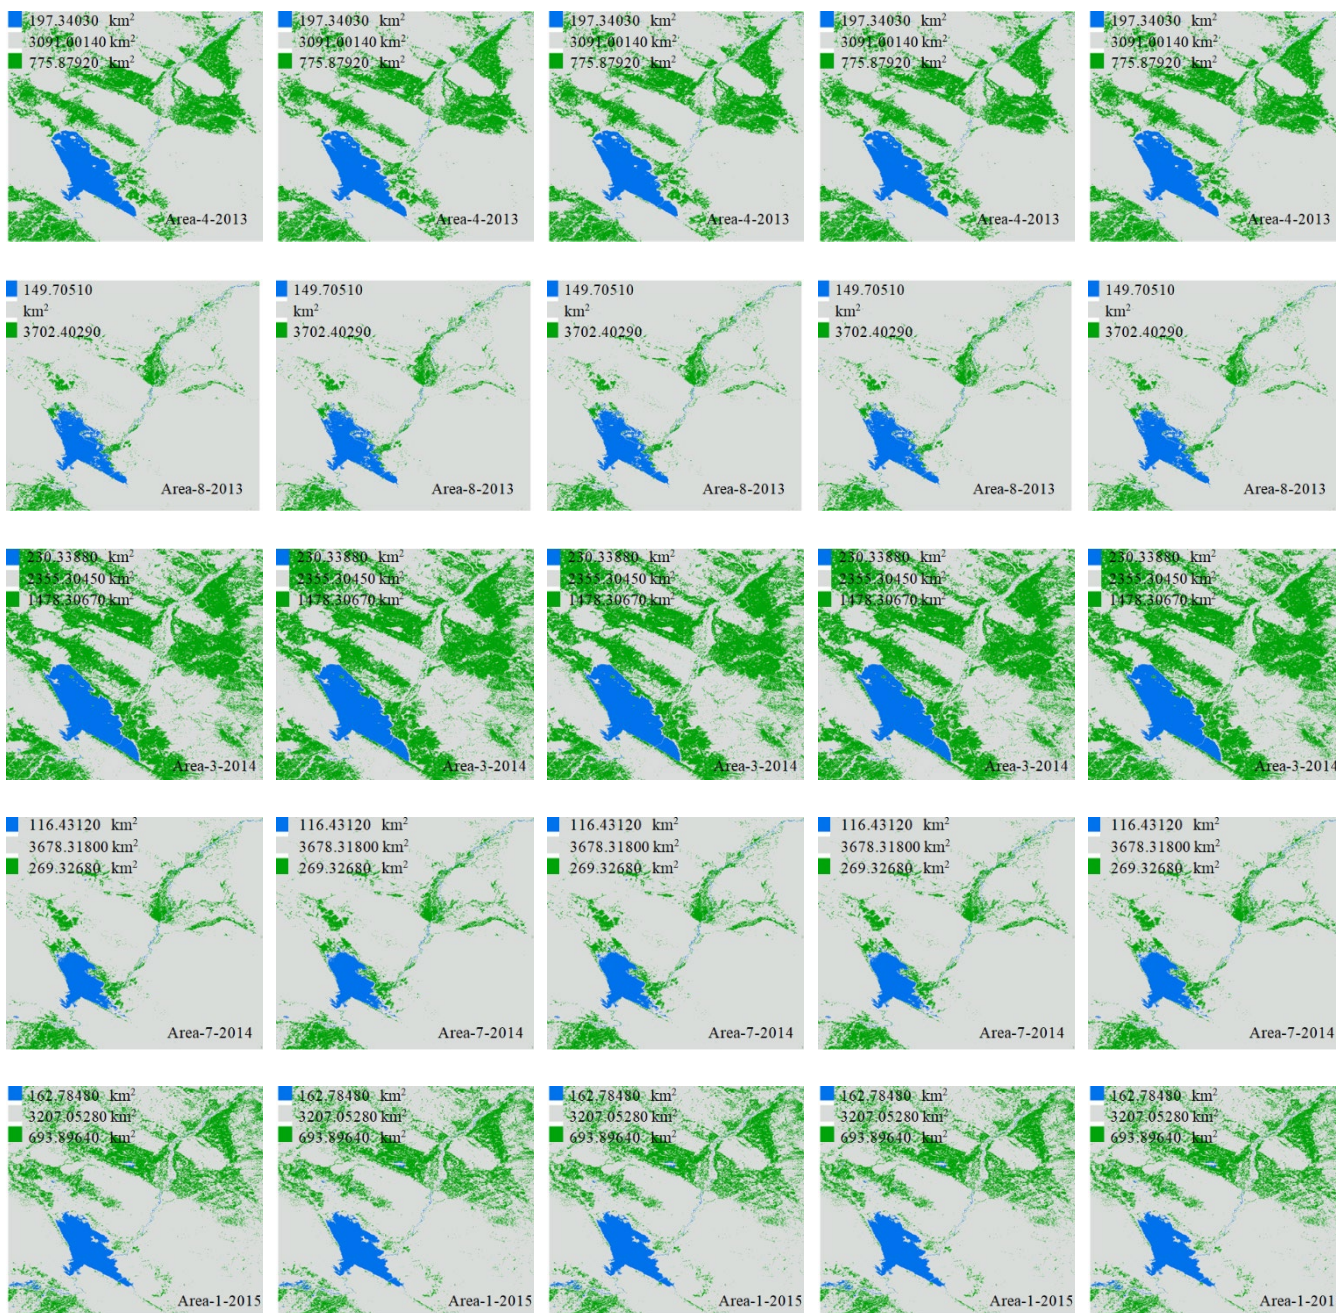 197.34030 km²
3091.00140 km²
775.87920 km²
Area-4-2013
197.34030 km²
3091.00140 km²
775.87920 km²
Area-4-2013
197.34030 km²
3091.00140 km²
775.87920 km²
Area-4-2013
197.34030 km²
3091.00140 km²
775.87920 km²
Area-4-2013
197.34030 km²
3091.00140 km²
775.87920 km²
Area-4-2013
149.70510
km²
3702.40290
Area-8-2013
149.70510
km²
3702.40290
Area-8-2013
149.70510
km²
3702.40290
Area-8-2013
149.70510
km²
3702.40290
Area-8-2013
149.70510
km²
3702.40290
Area-8-2013
230.33880 km²
2355.30450 km²
1478.30670 km²
Area-3-2014
230.33880 km²
2355.30450 km²
1478.30670 km²
Area-3-2014
230.33880 km²
2355.30450 km²
1478.30670 km²
Area-3-2014
230.33880 km²
2355.30450 km²
1478.30670 km²
Area-3-2014
230.33880 km²
2355.30450 km²
1478.30670 km²
Area-3-2014
116.43120 km²
3678.31800 km²
269.32680 km²
Area-7-2014
116.43120 km²
3678.31800 km²
269.32680 km²
Area-7-2014
116.43120 km²
3678.31800 km²
269.32680 km²
Area-7-2014
116.43120 km²
3678.31800 km²
269.32680 km²
Area-7-2014
116.43120 km²
3678.31800 km²
269.32680 km²
Area-7-2014
162.78480 km²
3207.05280 km²
693.89640 km²
Area-1-2015
162.78480 km²
3207.05280 km²
693.89640 km²
Area-1-2015
162.78480 km²
3207.05280 km²
693.89640 km²
Area-1-2015
162.78480 km²
3207.05280 km²
693.89640 km²
Area-1-2015
162.78480 km²
3207.05280 km²
693.89640 km²
Area-1-201